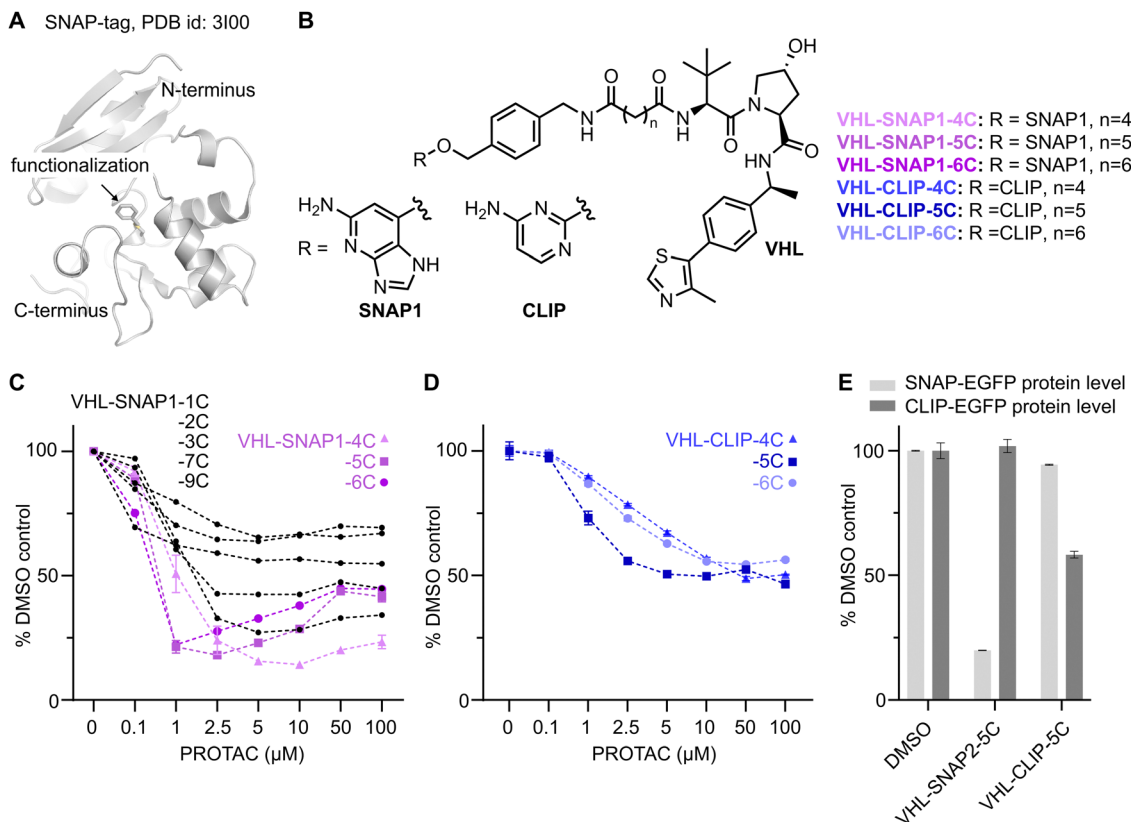 A SNAP-tag, PDB id: 3I00
N-terminus
functionalization
C-terminus
B
OH
O
O
O
N
H
n
N
H
O
N
O
R
O
HN
H₂N
R =
N
NH
N
SNAP1
H₂N
N
N
CLIP
S
N
VHL
VHL-SNAP1-4C: R = SNAP1, n=4
VHL-SNAP1-5C: R = SNAP1, n=5
VHL-SNAP1-6C: R = SNAP1, n=6
VHL-CLIP-4C: R =CLIP, n=4
VHL-CLIP-5C: R =CLIP, n=5
VHL-CLIP-6C: R =CLIP, n=6
C
VHL-SNAP1-1C
-2C
-3C
-7C
-9C
VHL-SNAP1-4C
-5C
-6C
% DMSO control
100
50
0
0 0.1 1 2.5 5 10 50 100
PROTAC (µM)
D
VHL-CLIP-4C
-5C
-6C
% DMSO control
100
50
0
0 0.1 1 2.5 5 10 50 100
PROTAC (µM)
E
SNAP-EGFP protein level
CLIP-EGFP protein level
% DMSO control
100
50
0
DMSO
VHL-SNAP2-5C
VHL-CLIP-5C